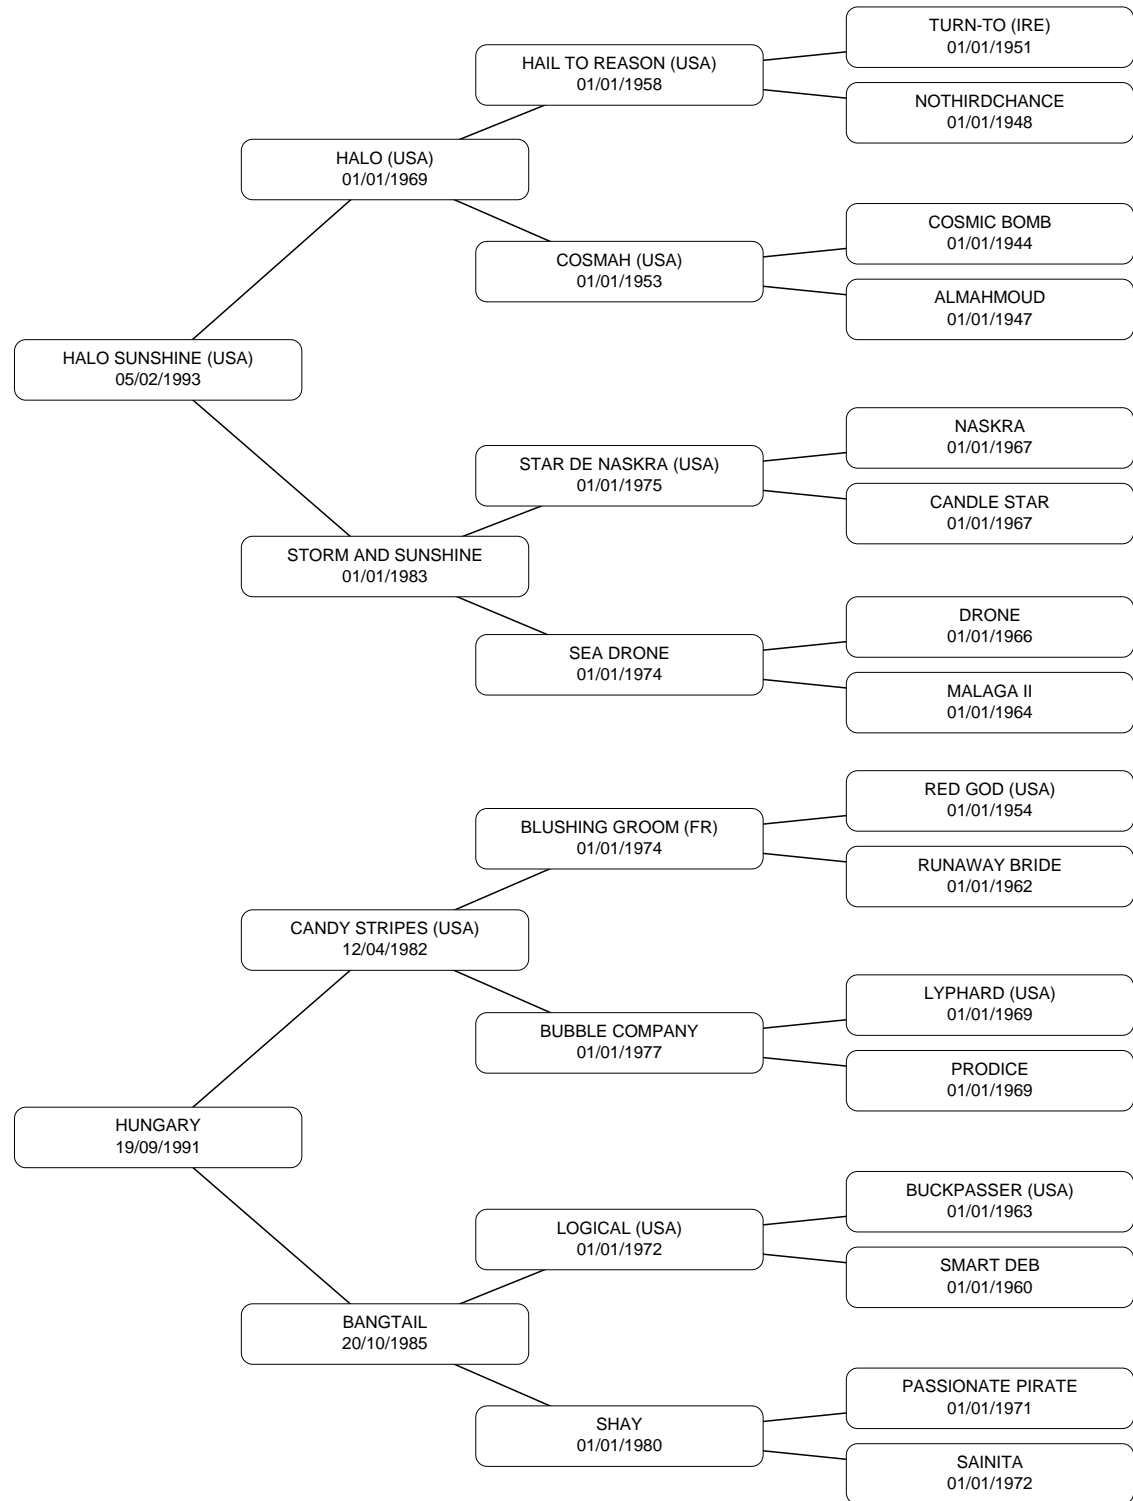 TURN-TO (IRE)
01/01/1951
HAIL TO REASON (USA)
01/01/1958
NOTHIRDCHANCE
01/01/1948
HALO (USA)
01/01/1969
COSMIC BOMB
01/01/1944
COSMAH (USA)
01/01/1953
ALMAHMOUD
01/01/1947
HALO SUNSHINE (USA)
05/02/1993
NASKRA
01/01/1967
STAR DE NASKRA (USA)
01/01/1975
CANDLE STAR
01/01/1967
STORM AND SUNSHINE
01/01/1983
DRONE
01/01/1966
SEA DRONE
01/01/1974
MALAGA II
01/01/1964
RED GOD (USA)
01/01/1954
BLUSHING GROOM (FR)
01/01/1974
RUNAWAY BRIDE
01/01/1962
CANDY STRIPES (USA)
12/04/1982
LYPHARD (USA)
01/01/1969
BUBBLE COMPANY
01/01/1977
PRODICE
01/01/1969
HUNGARY
19/09/1991
BUCKPASSER (USA)
01/01/1963
LOGICAL (USA)
01/01/1972
SMART DEB
01/01/1960
BANGTAIL
20/10/1985
PASSIONATE PIRATE
01/01/1971
SHAY
01/01/1980
SAINITA
01/01/1972